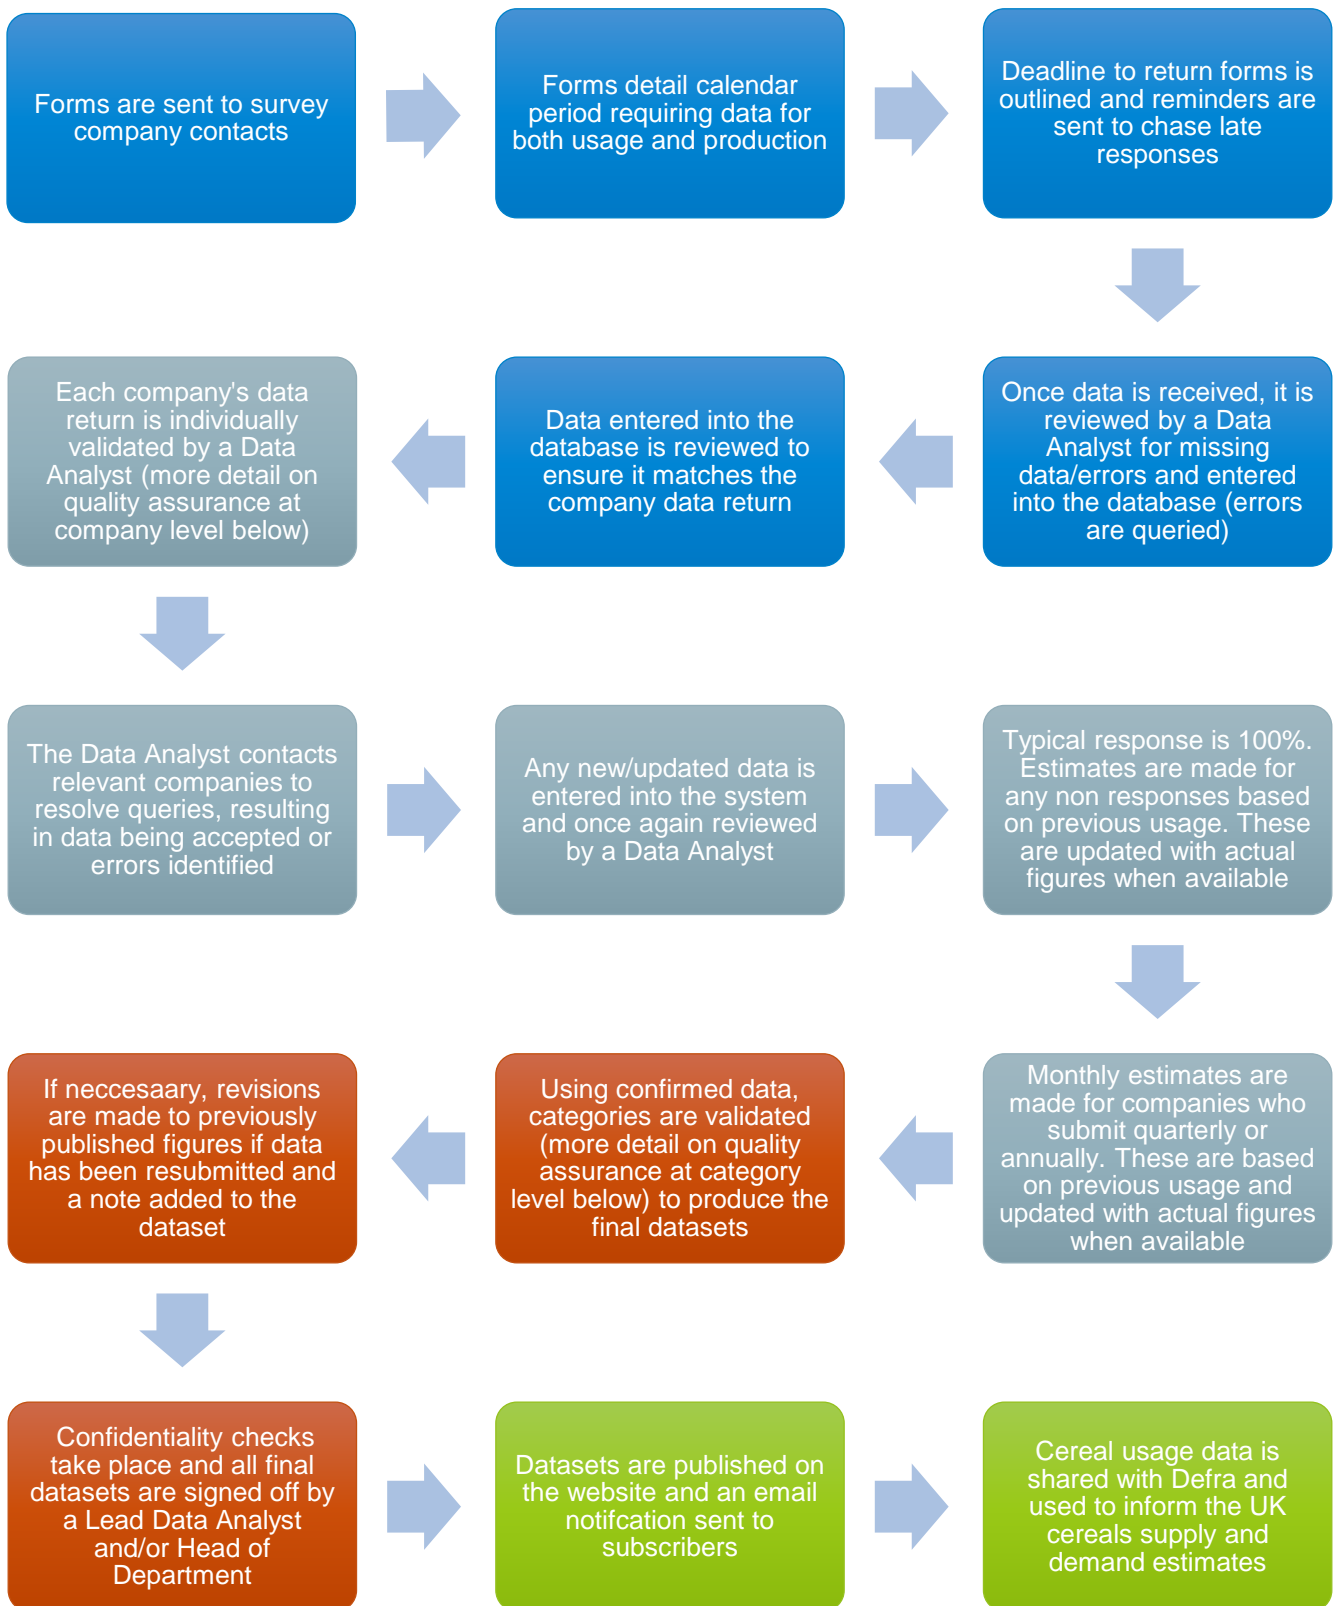 Forms are sent to survey
company contacts
Forms detail calendar
period requiring data for
both usage and production
Deadline to return forms is
outlined and reminders are
sent to chase late
responses
Once data is received, it is
reviewed by a Data
Analyst for missing
data/errors and entered
into the database (errors
are queried)
Data entered into the
database is reviewed to
ensure it matches the
company data return
Each company's data
return is individually
validated by a Data
Analyst (more detail on
quality assurance at
company level below)
The Data Analyst contacts
relevant companies to
resolve queries, resulting
in data being accepted or
errors identified
Any new/updated data is
entered into the system
and once again reviewed
by a Data Analyst
Typical response is 100%.
Estimates are made for
any non responses based
on previous usage. These
are updated with actual
figures when available
Monthly estimates are
made for companies who
submit quarterly or
annually. These are based
on previous usage and
updated with actual figures
when available
Using confirmed data,
categories are validated
(more detail on quality
assurance at category
level below) to produce the
final datasets
If neccesaary, revisions
are made to previously
published figures if data
has been resubmitted and
a note added to the
dataset
Confidentiality checks
take place and all final
datasets are signed off by
a Lead Data Analyst
and/or Head of
Department
Datasets are published on
the website and an email
notifcation sent to
subscribers
Cereal usage data is
shared with Defra and
used to inform the UK
cereals supply and
demand estimates